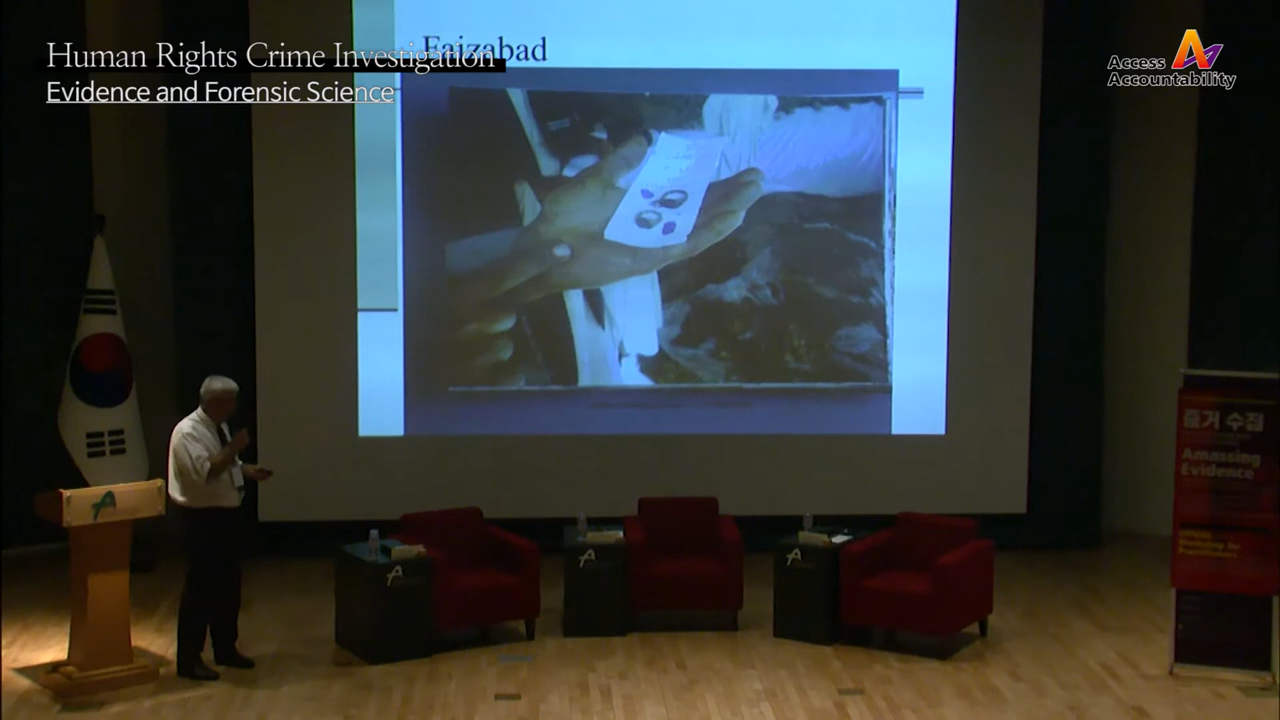 Human Rights Crime Investigation
Evidence and Forensic Science
Faizabad
Access
Accountability
증거 수집
Amassing
Evidence